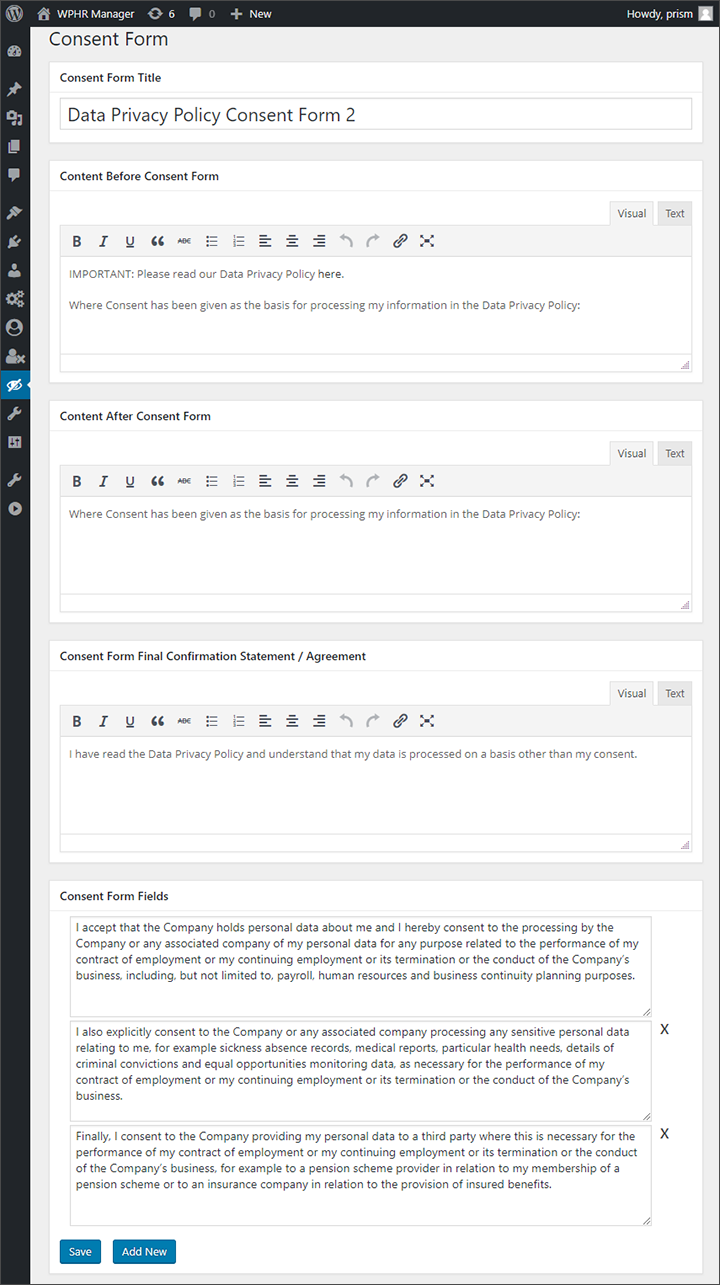 WPHR Manager 6 0 New Howdy, prism
Consent Form
Consent Form Title
Data Privacy Policy Consent Form 2
Content Before Consent Form
Visual Text
B I U ABC
IMPORTANT: Please read our Data Privacy Policy here.
Where Consent has been given as the basis for processing my information in the Data Privacy Policy:
Content After Consent Form
Visual Text
B I U ABC
Where Consent has been given as the basis for processing my information in the Data Privacy Policy:
Consent Form Final Confirmation Statement / Agreement
Visual Text
B I U ABC
I have read the Data Privacy Policy and understand that my data is processed on a basis other than my consent.
Consent Form Fields
I accept that the Company holds personal data about me and I hereby consent to the processing by the
Company or any associated company of my personal data for any purpose related to the performance of my
contract of employment or my continuing employment or its termination or the conduct of the Company’s
business, including, but not limited to, payroll, human resources and business continuity planning purposes.
I also explicitly consent to the Company or any associated company processing any sensitive personal data X
relating to me, for example sickness absence records, medical reports, particular health needs, details of
criminal convictions and equal opportunities monitoring data, as necessary for the performance of my
contract of employment or my continuing employment or its termination or the conduct of the Company’s
business.
Finally, I consent to the Company providing my personal data to a third party where this is necessary for the X
performance of my contract of employment or my continuing employment or its termination or the conduct
of the Company’s business, for example to a pension scheme provider in relation to my membership of a
pension scheme or to an insurance company in relation to the provision of insured benefits.
Save Add New